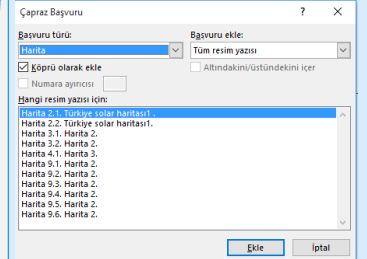 Çapraz Başvuru
Başvuru türü:
Başvuru ekle:
Harita
Tüm resim yazısı
Köprü olarak ekle
Altındakini/üstündekini içer
Numara ayırıcısı
Hangi resim yazısı için:
Harita 2.1. Türkiye solar haritası1 .
Harita 2.2. Türkiye solar haritası1.
Harita 3.1. Harita 2.
Harita 3.2. Harita 2.
Harita 4.1. Harita 3.
Harita 9.1. Harita 2.
Harita 9.2. Harita 2.
Harita 9.3. Harita 2.
Harita 9.4. Harita 2.
Harita 9.5. Harita 2.
Harita 9.6. Harita 2.
Ekle
İptal